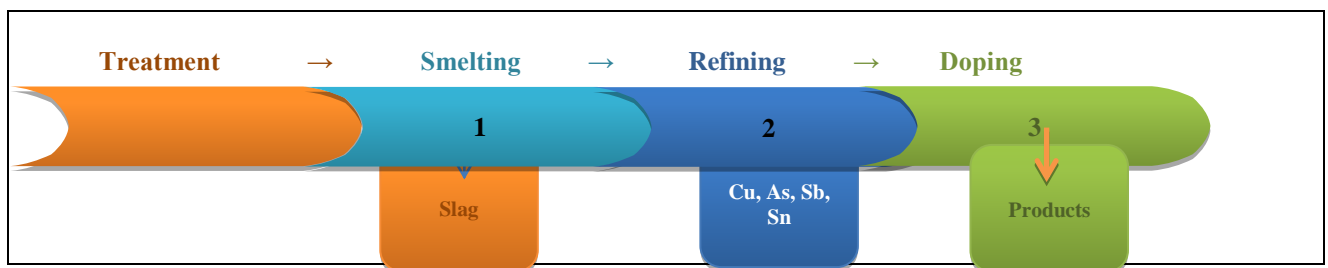 Treatment → Smelting → Refining → Doping
1 2 3
Slag
Cu, As, Sb,
Sn
Products